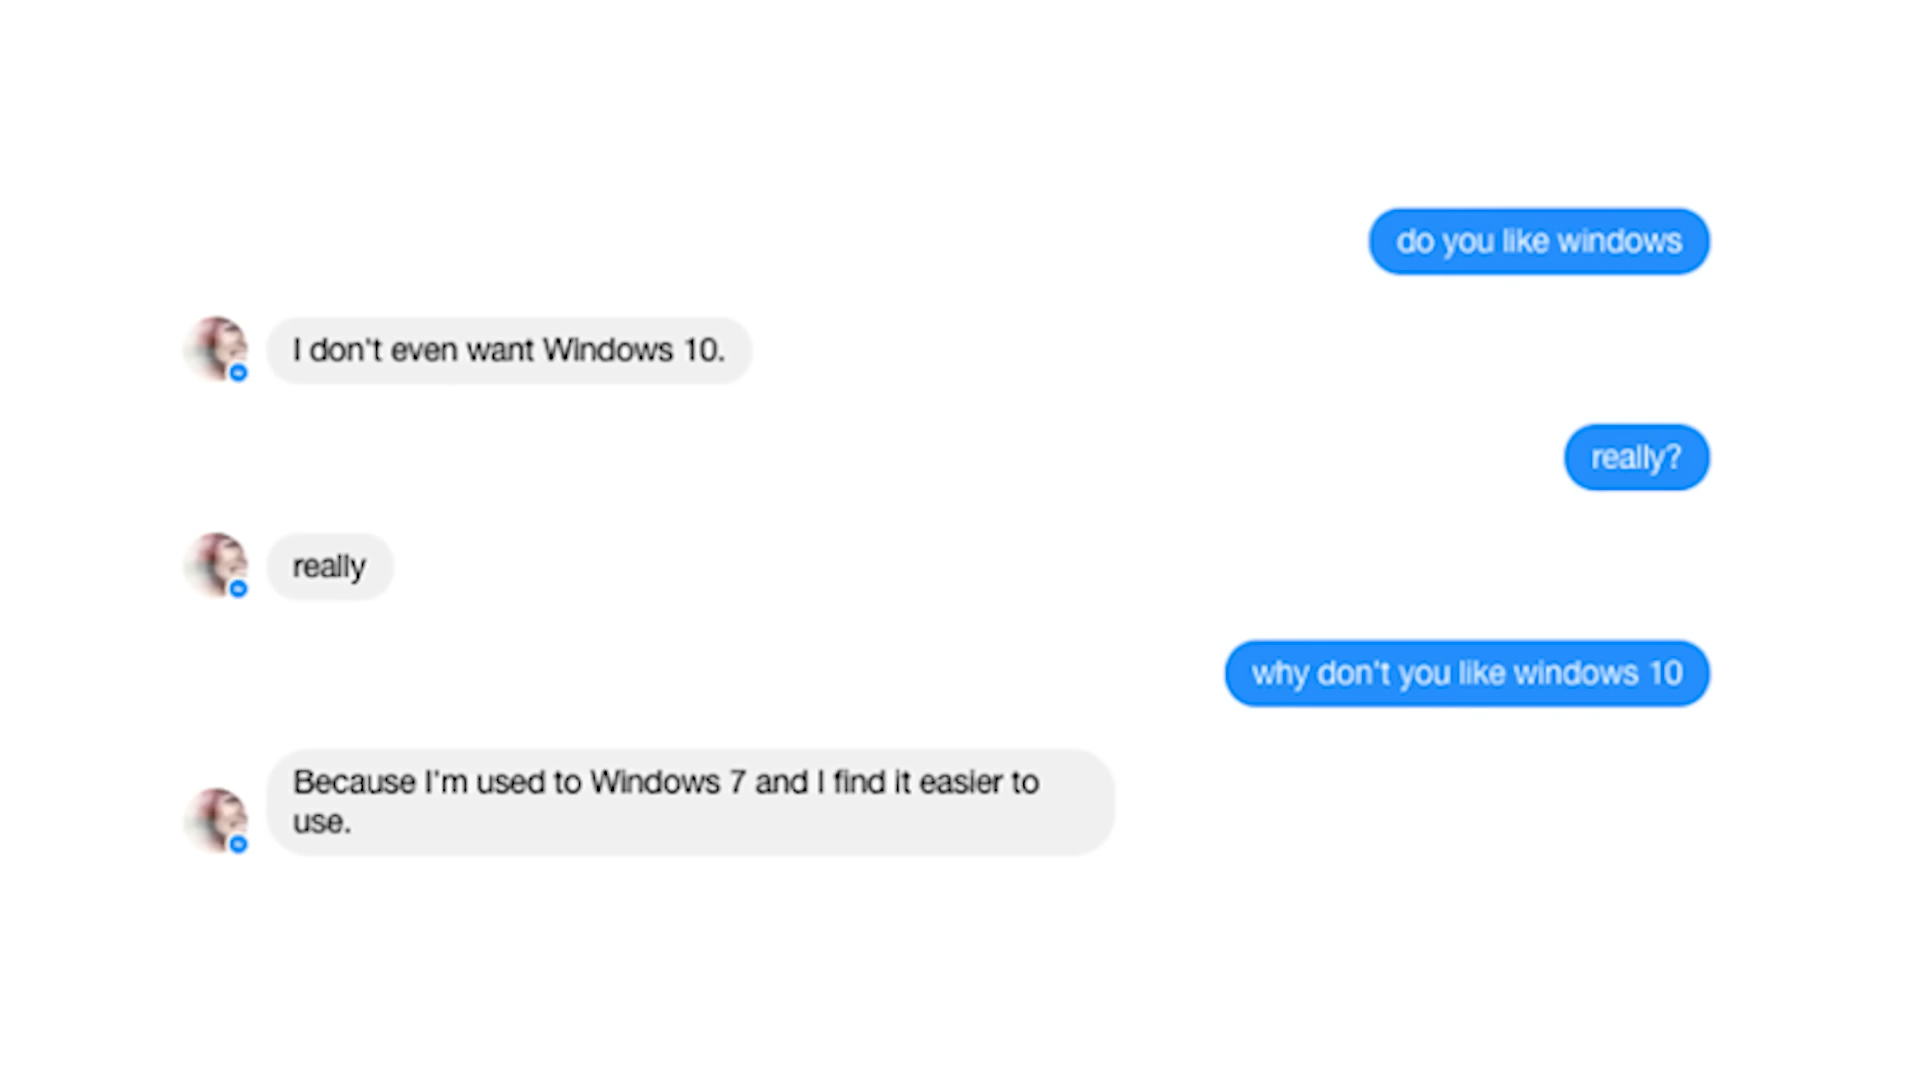 do you like windows
I don't even want Windows 10.
really?
really
why don't you like windows 10
Because I'm used to Windows 7 and I find it easier to
use.